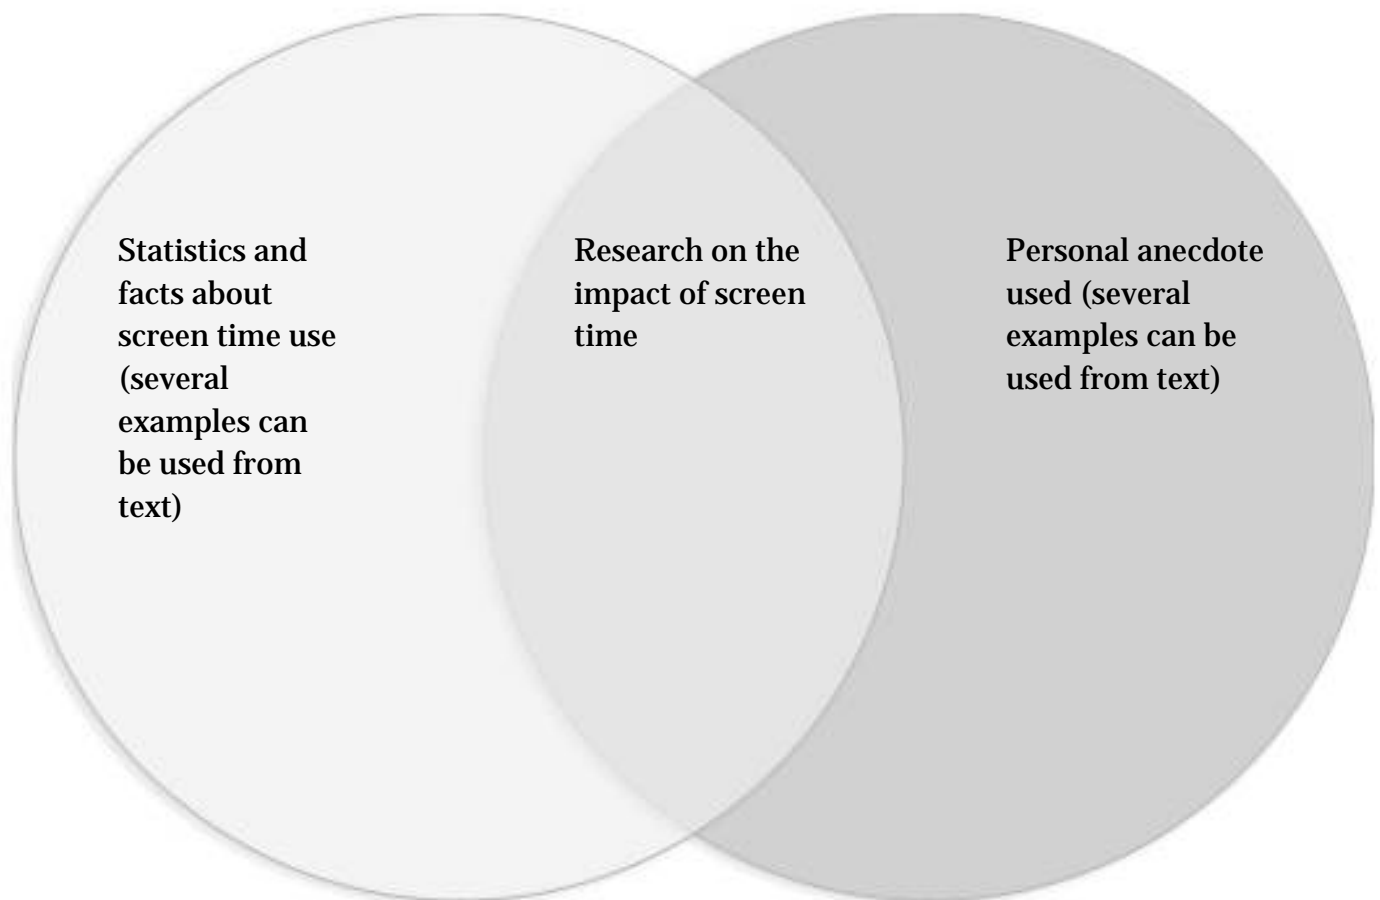 Statistics and
facts about
screen time use
(several
examples can
be used from
text)
Research on the
impact of screen
time
Personal anecdote
used (several
examples can be
used from text)